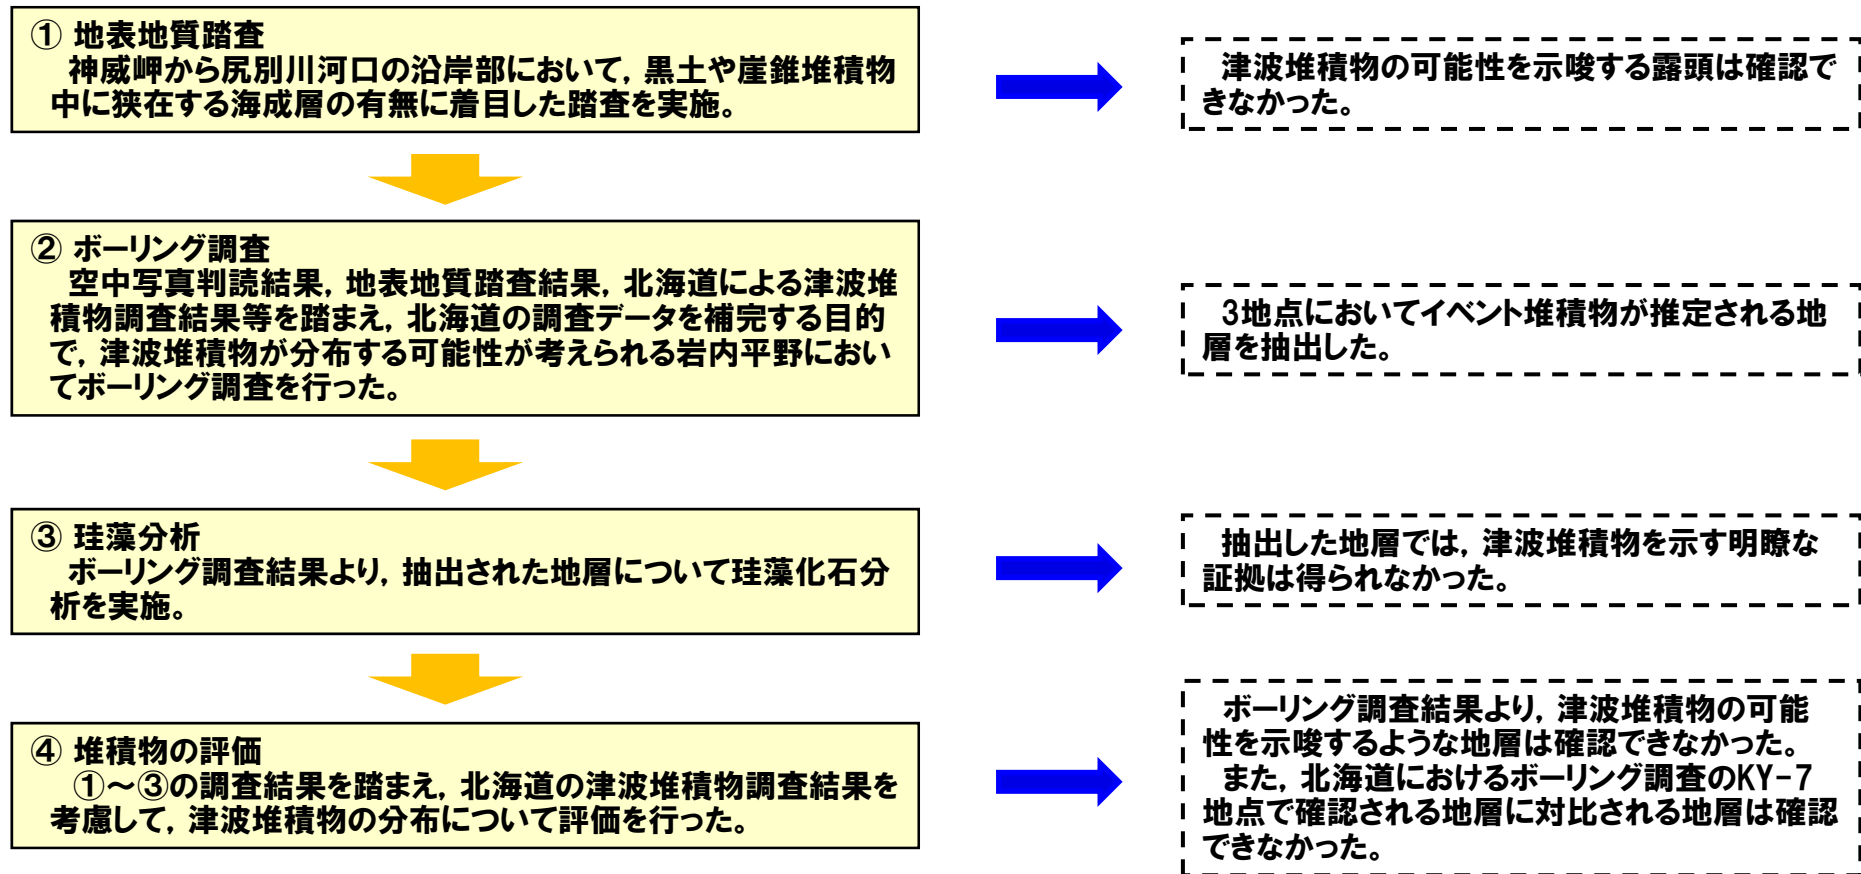 ① 地表地質踏査
神威岬から尻別川河口の沿岸部において，黒土や崖錐堆積物
中に狭在する海成層の有無に着目した踏査を実施。
津波堆積物の可能性を示唆する露頭は確認で
きなかった。
② ボーリング調査
空中写真判読結果，地表地質踏査結果，北海道による津波堆
積物調査結果等を踏まえ，北海道の調査データを補完する目的
で，津波堆積物が分布する可能性が考えられる岩内平野におい
てボーリング調査を行った。
3地点においてイベント堆積物が推定される地
層を抽出した。
③ 珪藻分析
ボーリング調査結果より，抽出された地層について珪藻化石分
析を実施。
抽出した地層では，津波堆積物を示す明瞭な
証拠は得られなかった。
④ 堆積物の評価
①～③の調査結果を踏まえ，北海道の津波堆積物調査結果を
考慮して，津波堆積物の分布について評価を行った。
ボーリング調査結果より，津波堆積物の可能
性を示唆するような地層は確認できなかった。
また，北海道におけるボーリング調査のKY-7
地点で確認される地層に対比される地層は確認
できなかった。